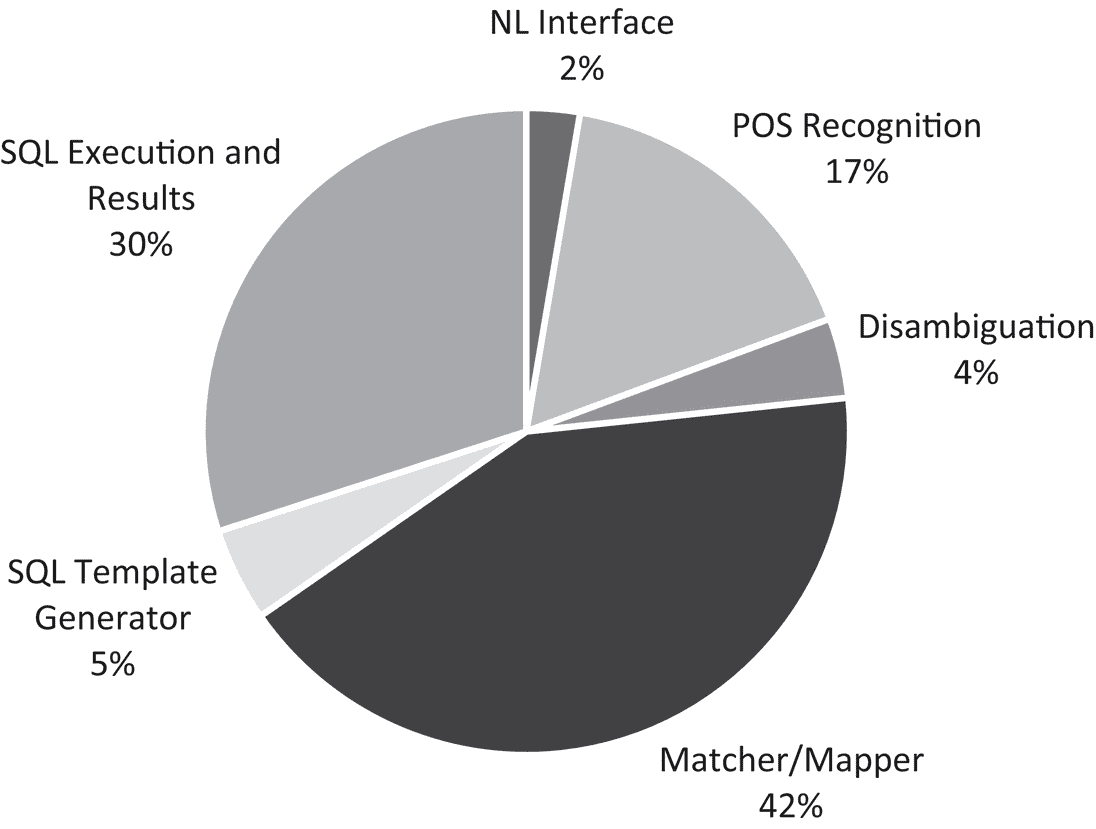 NL Interface
2%
POS Recognition
17%
SQL Execution and
Results
30%
Disambiguation
4%
SQL Template
Generator
5%
Matcher/Mapper
42%